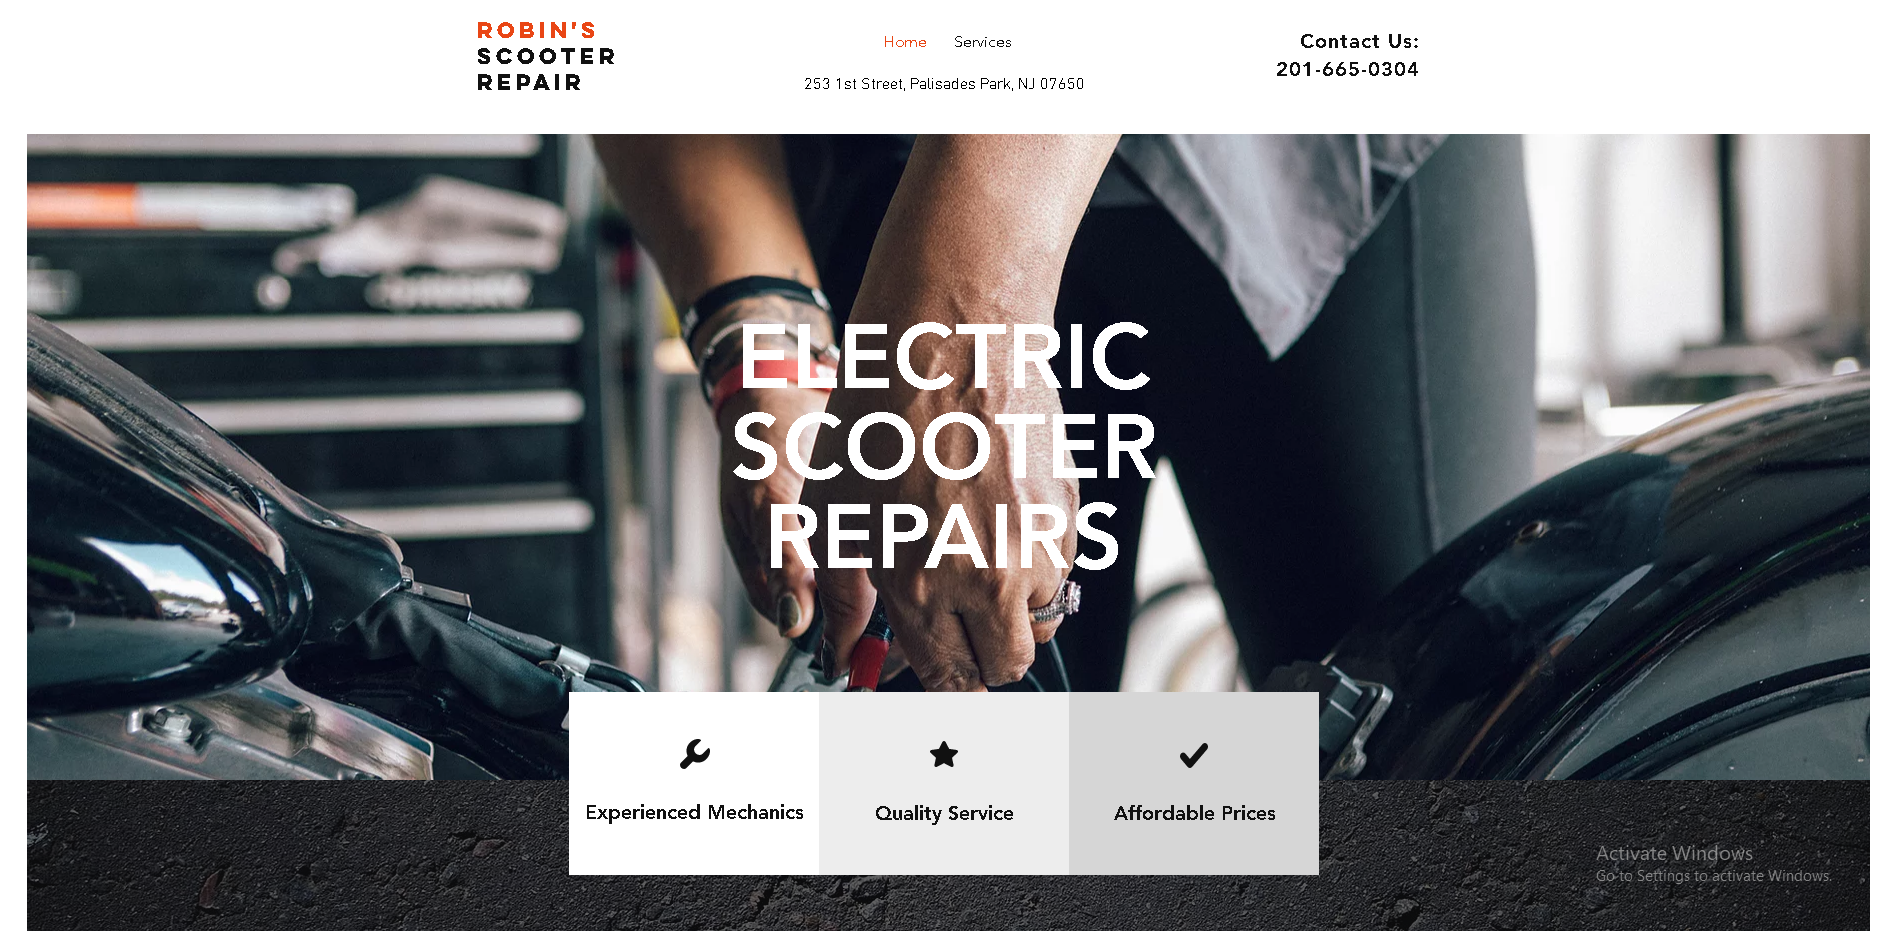 ROBIN'S
SCOOTER
REPAIR
Home Services
253 1st Street, Palisades Park, NJ 07650
Contact Us:
201-665-0304
ELECTRIC
SCOOTER
REPAIRS
Experienced Mechanics
Quality Service
Affordable Prices
Activate Windows
Go to Settings to activate Windows.